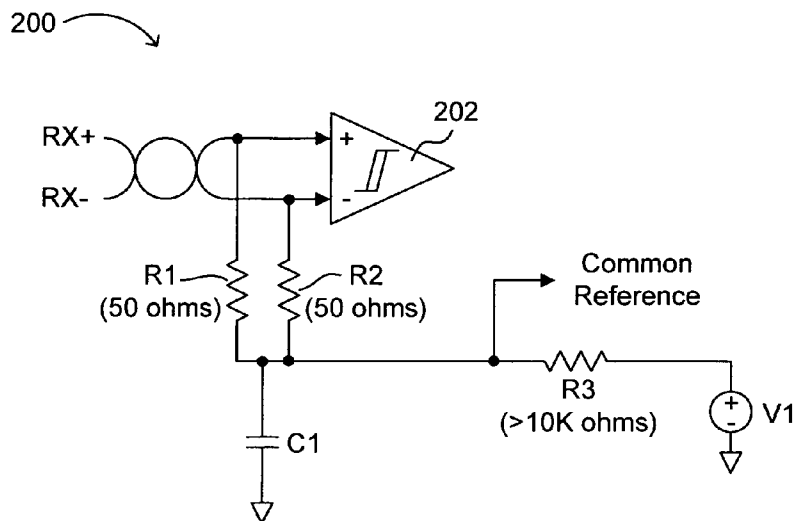 200
202
RX+
RX-
+
-
R1
(50 ohms)
R2
(50 ohms)
Common
Reference
R3
(>10K ohms)
+
-
V1
C1